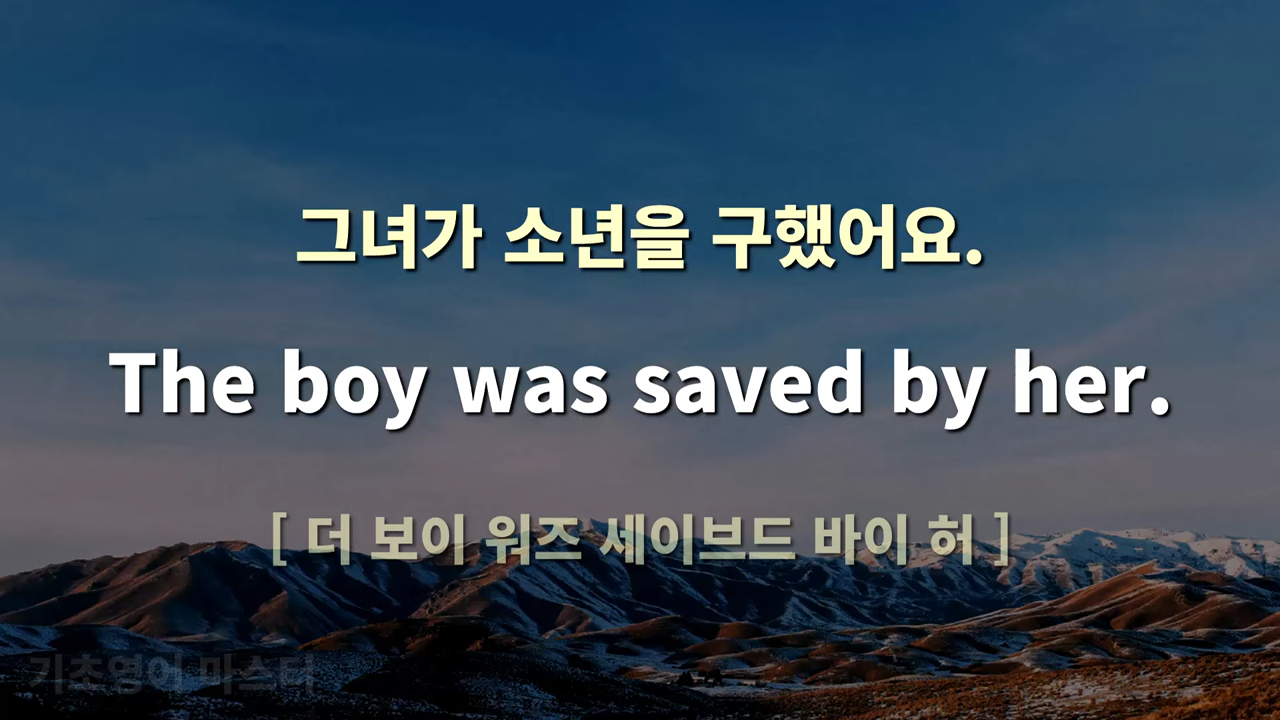 그녀가 소년을 구했어요.
The boy was saved by her.
[ 더 보이 워즈 세이브드 바이 허 ]
기초영어 마스터